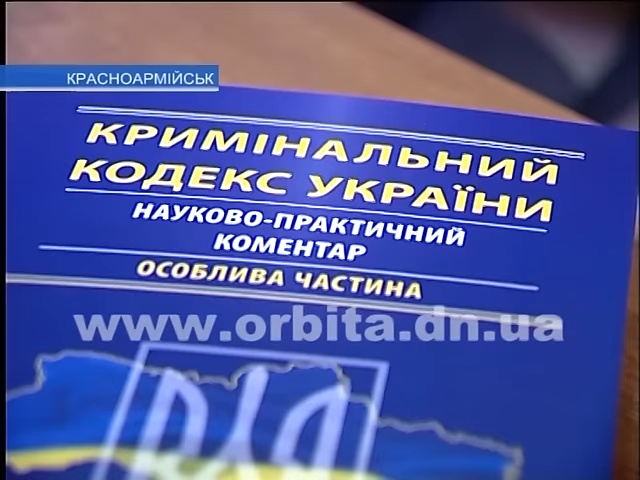 КРАСНОАРМІЙСЬК
КРИМІНАЛЬНИЙ
КОДЕКС УКРАЇНИ
НАУКОВО-ПРАКТИЧНИЙ
КОМЕНТАР
ОСОБЛИВА ЧАСТИНА
www.orbita.dn.ua